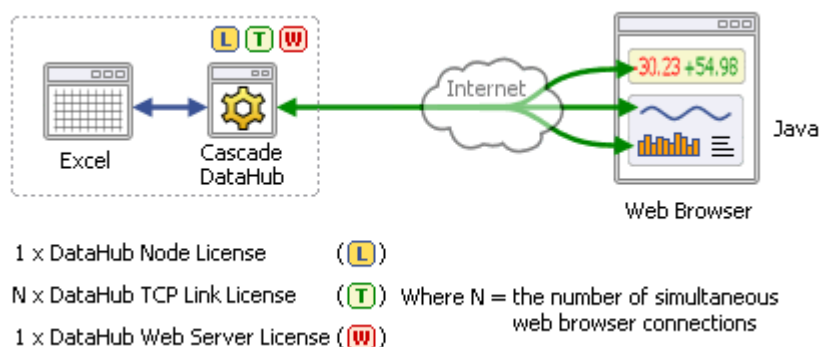 L T W
Internet
-30.23 +54.98
Java
Excel
Cascade
DataHub
Web Browser
1 x DataHub Node License (L)
N x DataHub TCP Link License (T) Where N = the number of simultaneous
web browser connections
1 x DataHub Web Server License (W)